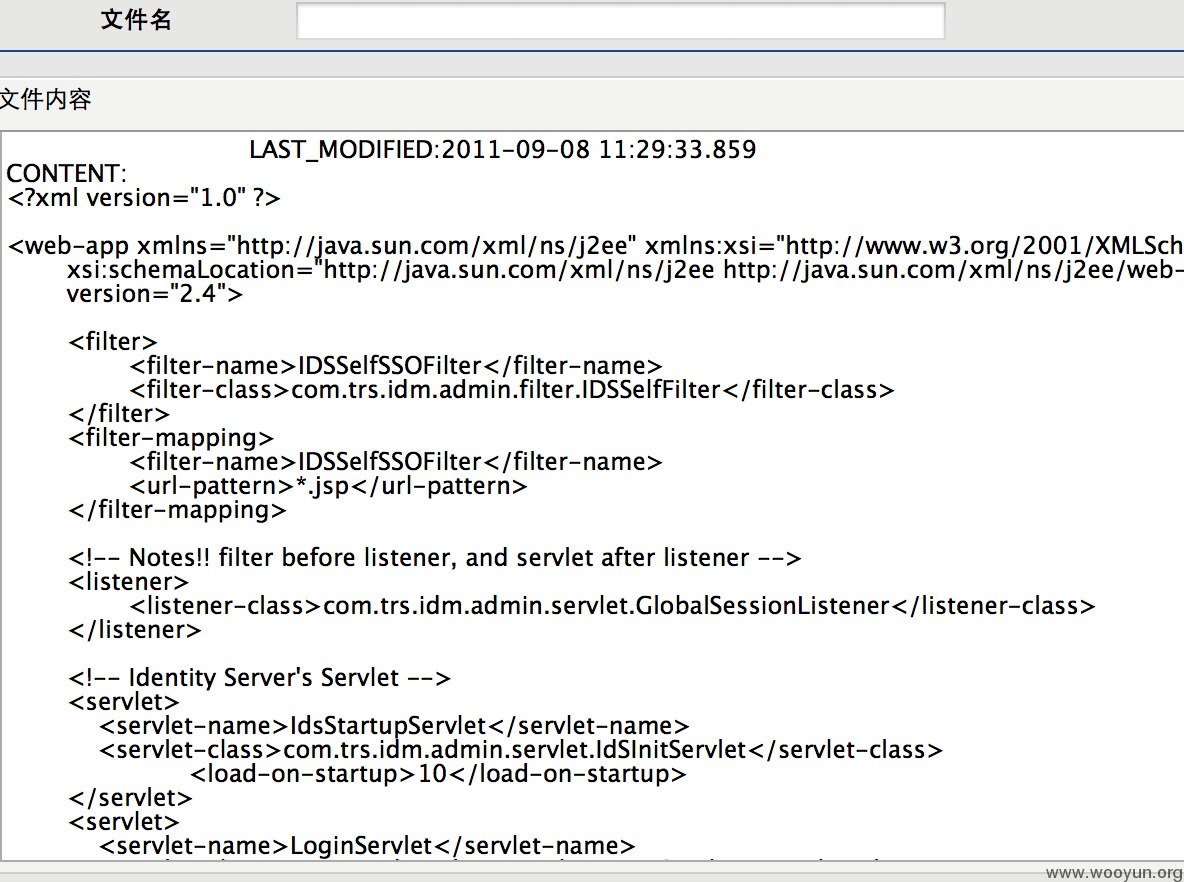 文件名
文件内容
LAST_MODIFIED:2011-09-08 11:29:33.859
CONTENT:
<?xml version="1.0" ?>
<web-app xmlns="http://java.sun.com/xml/ns/j2ee" xmlns:xsi="http://www.w3.org/2001/XMLSch
xsi:schemaLocation="http://java.sun.com/xml/ns/j2ee http://java.sun.com/xml/ns/j2ee/web-
version="2.4">
<filter>
<filter-name>IDSSelfSSOFilter</filter-name>
<filter-class>com.trs.idm.admin.filter.IDSSelfFilter</filter-class>
</filter>
<filter-mapping>
<filter-name>IDSSelfSSOFilter</filter-name>
<url-pattern>*.jsp</url-pattern>
</filter-mapping>
<!-- Notes!! filter before listener, and servlet after listener -->
<listener>
<listener-class>com.trs.idm.admin.servlet.GlobalSessionListener</listener-class>
</listener>
<!-- Identity Server's Servlet -->
<servlet>
<servlet-name>IdsStartupServlet</servlet-name>
<servlet-class>com.trs.idm.admin.servlet.IdSInitServlet</servlet-class>
<load-on-startup>10</load-on-startup>
</servlet>
<servlet>
<servlet-name>LoginServlet</servlet-name>
www.wooyun.org